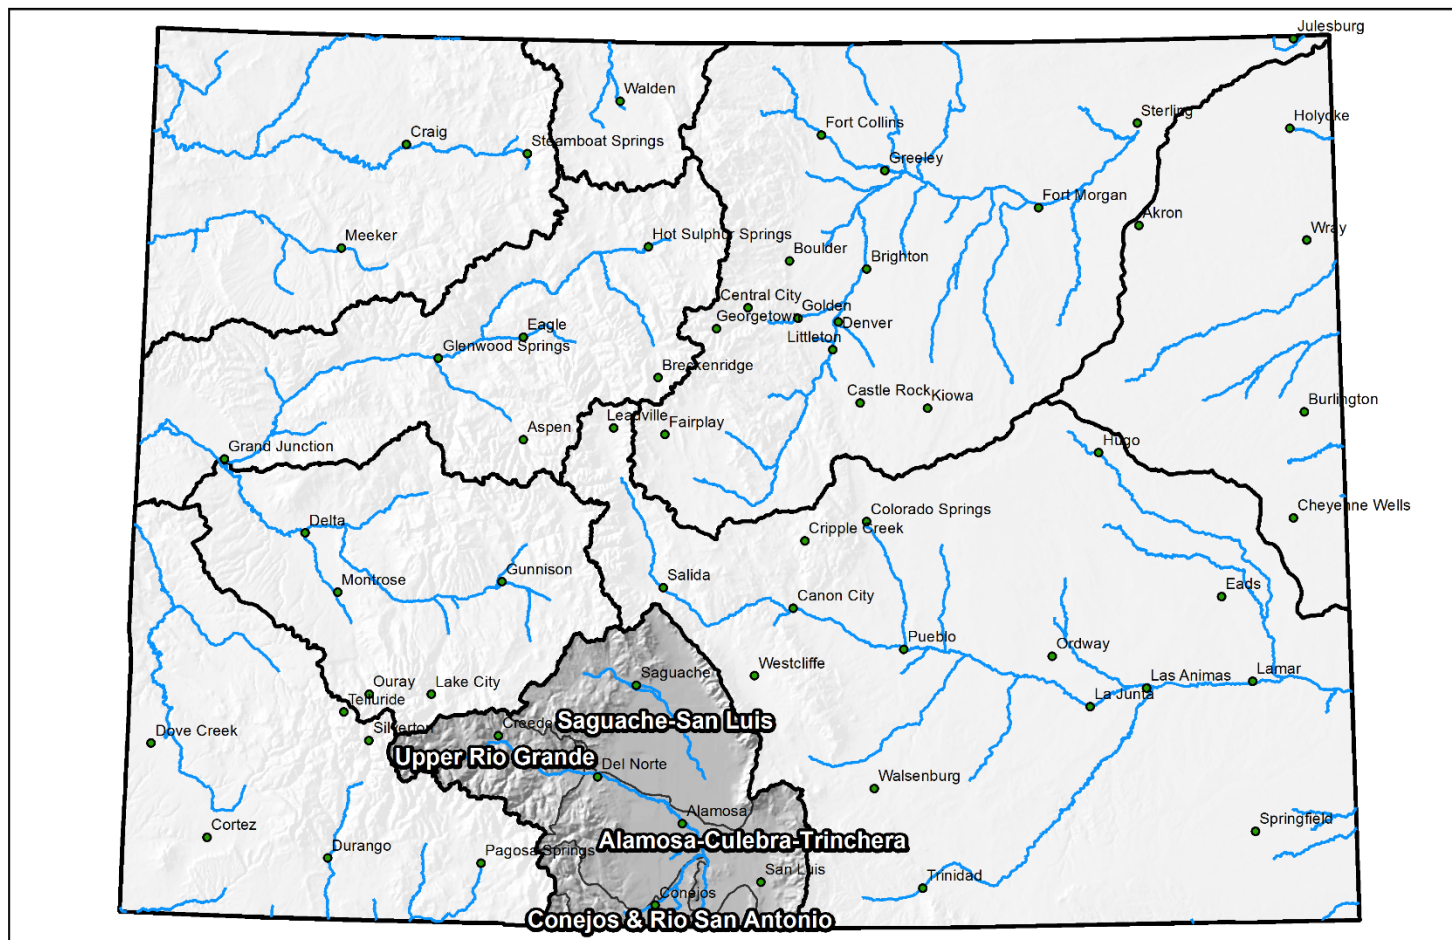 Julesburg
Walden
Sterling
Holyoke
Fort Collins
Craig
Steamboat Springs
Greeley
Fort Morgan
Akron
Wray
Meeker
Hot Sulphur Springs
Boulder
Brighton
Central City
Golden
Georgetown
Denver
Eagle
Littleton
Glenwood Springs
Breckenridge
Castle Rock
Kiowa
Burlington
Leadville
Fairplay
Aspen
Hugo
Grand Junction
Cheyenne Wells
Colorado Springs
Delta
Cripple Creek
Gunnison
Montrose
Salida
Eads
Canon City
Pueblo
Ordway
Westcliffe
Saguache
Lamar
Las Animas
Ouray
Lake City
La Junta
Telluride
Saguache-San Luis
Creede
Silverton
Dove Creek
Upper Rio Grande
Del Norte
Walsenburg
Alamosa
Cortez
Springfield
Alamosa-Culebra-Trinchera
Durango
Pagosa Springs
San Luis
Trinidad
Conejos
Conejos & Rio San Antonio